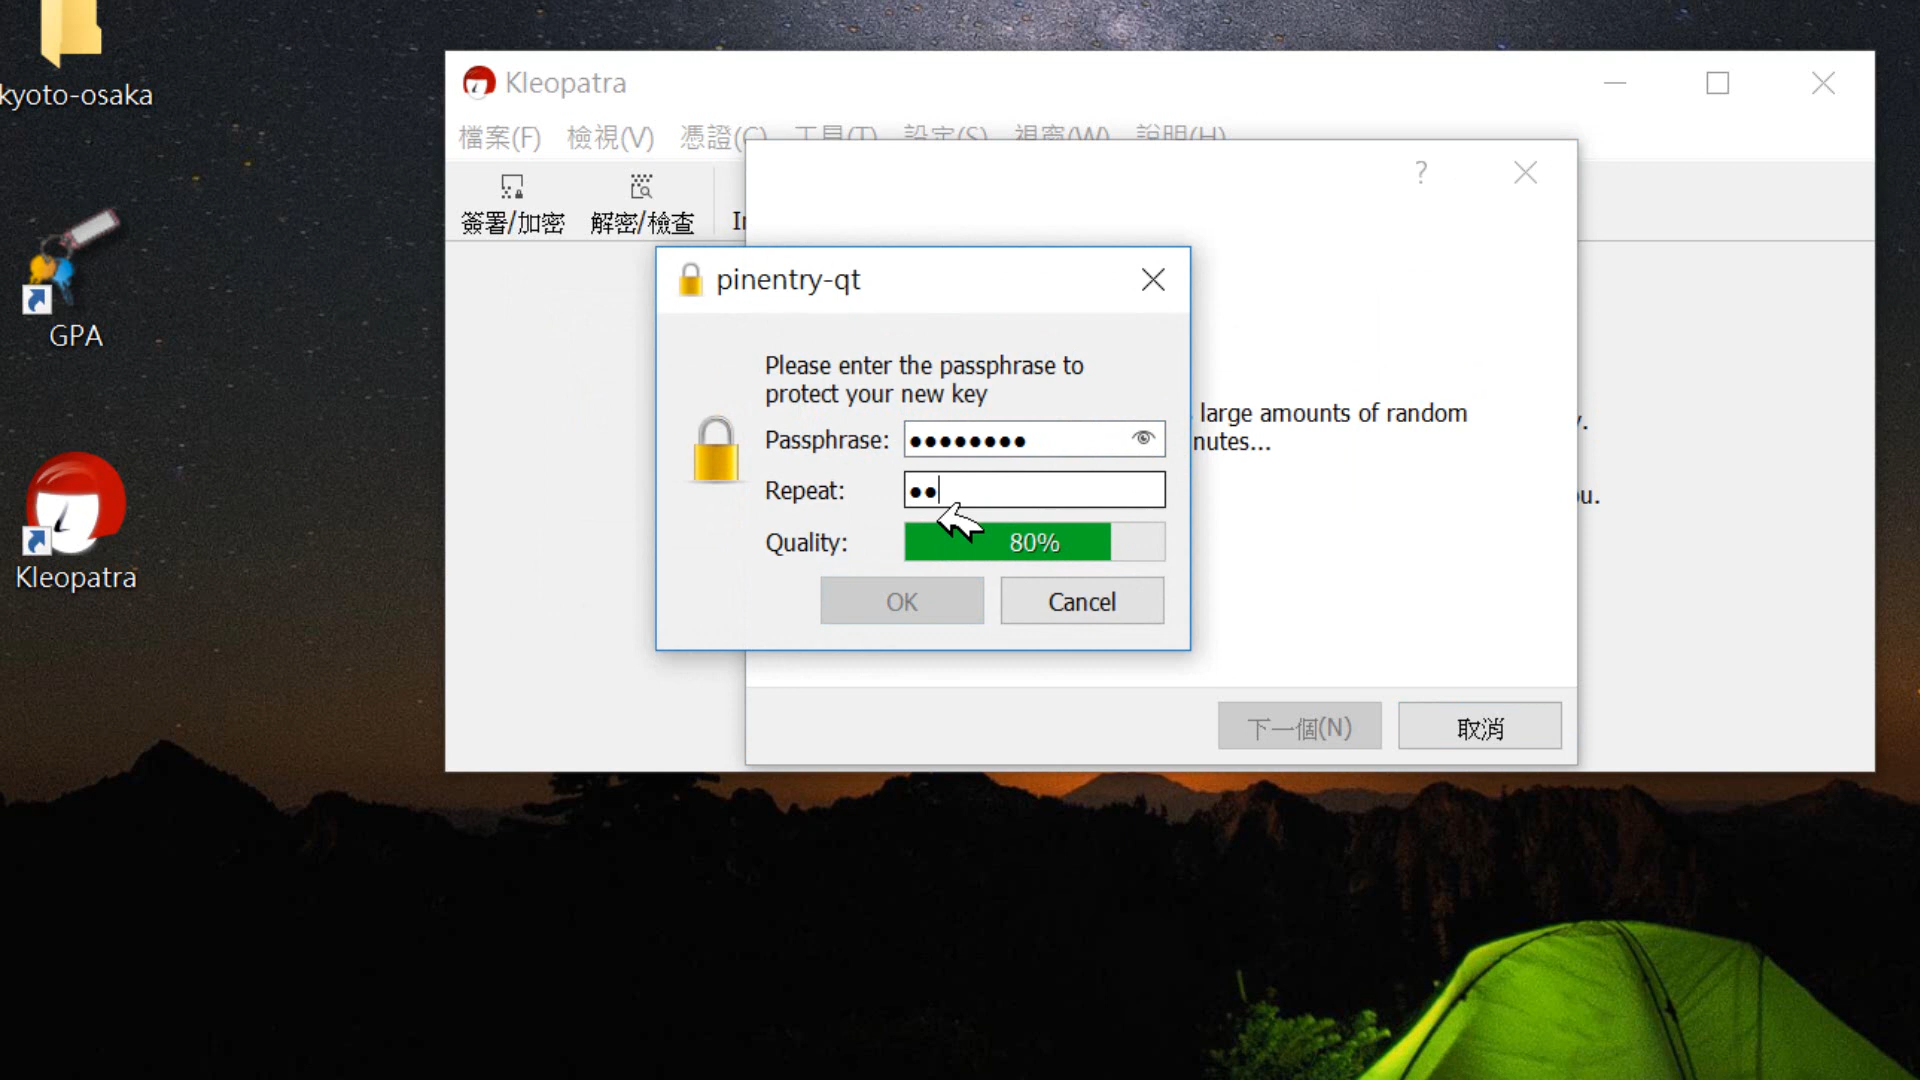 kyoto-osaka
GPA
Kleopatra
Kleopatra
檔案(F) 檢視(V) 憑證(C) 工具(T) 設定(S) 視窗(W) 說明(H)
簽署/加密 解密/檢查
?
pinentry-qt
Please enter the passphrase to
protect your new key
Passphrase: ●●●●●●●●
Repeat: ●●
Quality: 80%
OK Cancel
large amounts of random
nutes...
下一個(N) 取消